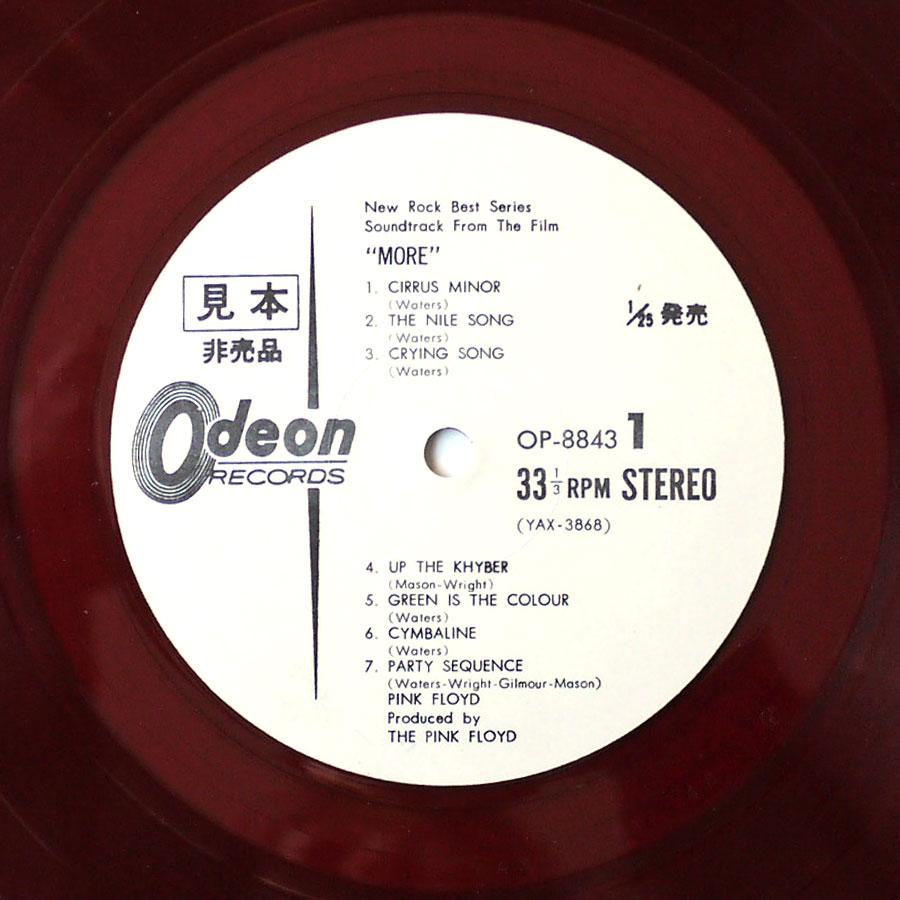 New Rock Best Series
Soundtrack From The Film
"MORE"
1. CIRRUS MINOR
(Waters)
2. THE NILE SONG
(Waters)
3. CRYING SONG
(Waters)
見本
非売品
1/25 発売
Odeon
RECORDS
OP-8843 1
33 1/3 RPM STEREO
(YAX-3868)
4. UP THE KHYBER
(Mason-Wright)
5. GREEN IS THE COLOUR
(Waters)
6. CYMBALINE
(Waters)
7. PARTY SEQUENCE
(Waters-Wright-Gilmour-Mason)
PINK FLOYD
Produced by
THE PINK FLOYD